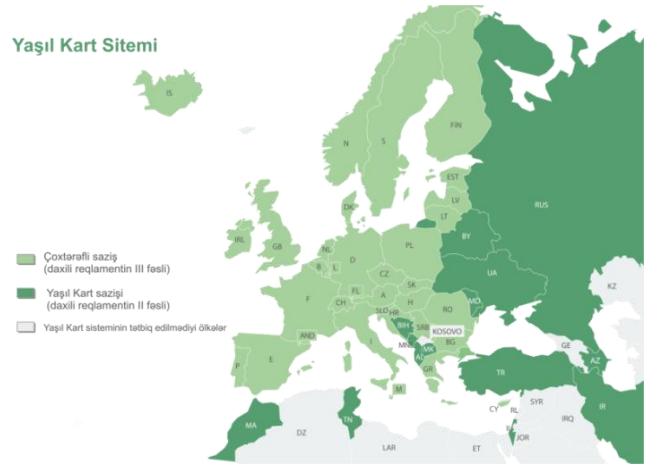 Yaşıl Kart Sitemi
IS
FIN
N
S
EST
RUS
LV
DK
LT
IRL
GB
BY
NL
PL
D
B
L
Çoxtərəfli saziş
(daxili reqlamentin III fəsli)
CZ
UA
SK
KZ
F
FL
A
CH
H
MD
Yaşıl Kart sazişi
(daxili reqlamentin II fəsli)
RO
SLO
HR
Yaşıl Kart sisteminin tətbiq edilmədiyi ölkələr
BIH
SRB
KOSOVO
AND
I
MNE
BG
GE
MK
AZ
AL
P
E
GR
TR
M
CY
RL
SYR
IR
MA
TN
IRQ
DZ
IL
JOR
LAR
ET